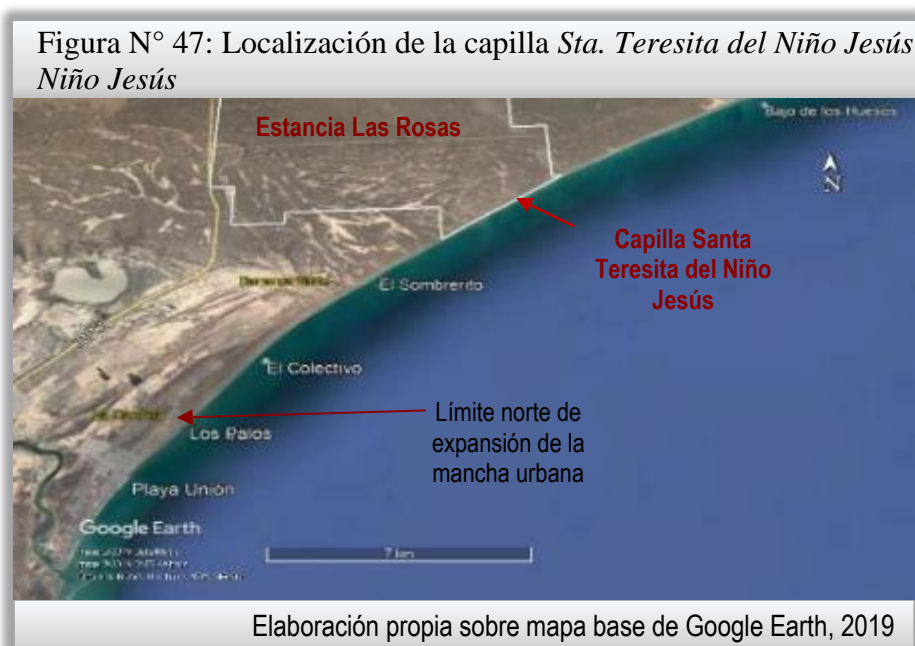 Figura N° 47: Localización de la capilla Sta. Teresita del Niño Jesús
Niño Jesús
Estancia Las Rosas
Bajo de los Huesos
N
Capilla Santa
Teresita del Niño
Jesús
El Sombrerito
El Colectivo
Límite norte de
expansión de la
mancha urbana
Los Palos
Playa Unión
Google Earth
7 km
Elaboración propia sobre mapa base de Google Earth, 2019